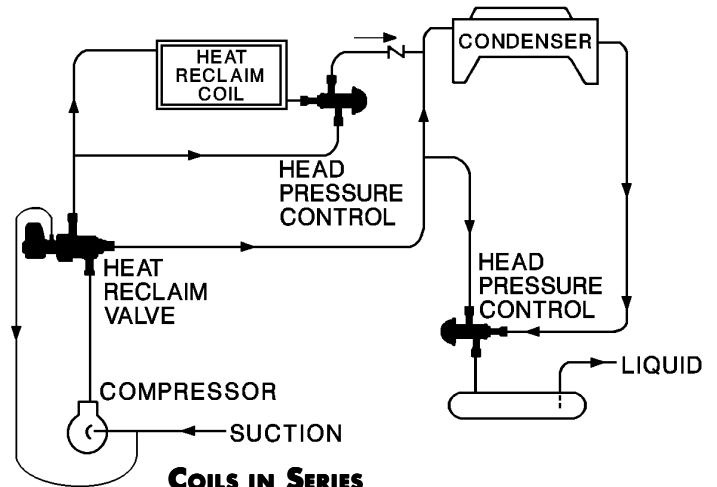 HEAT
RECLAIM
COIL
CONDENSER
HEAD
PRESSURE
CONTROL
HEAT
RECLAIM
VALVE
HEAD
PRESSURE
CONTROL
LIQUID
COMPRESSOR
SUCTION
COILS IN SERIES